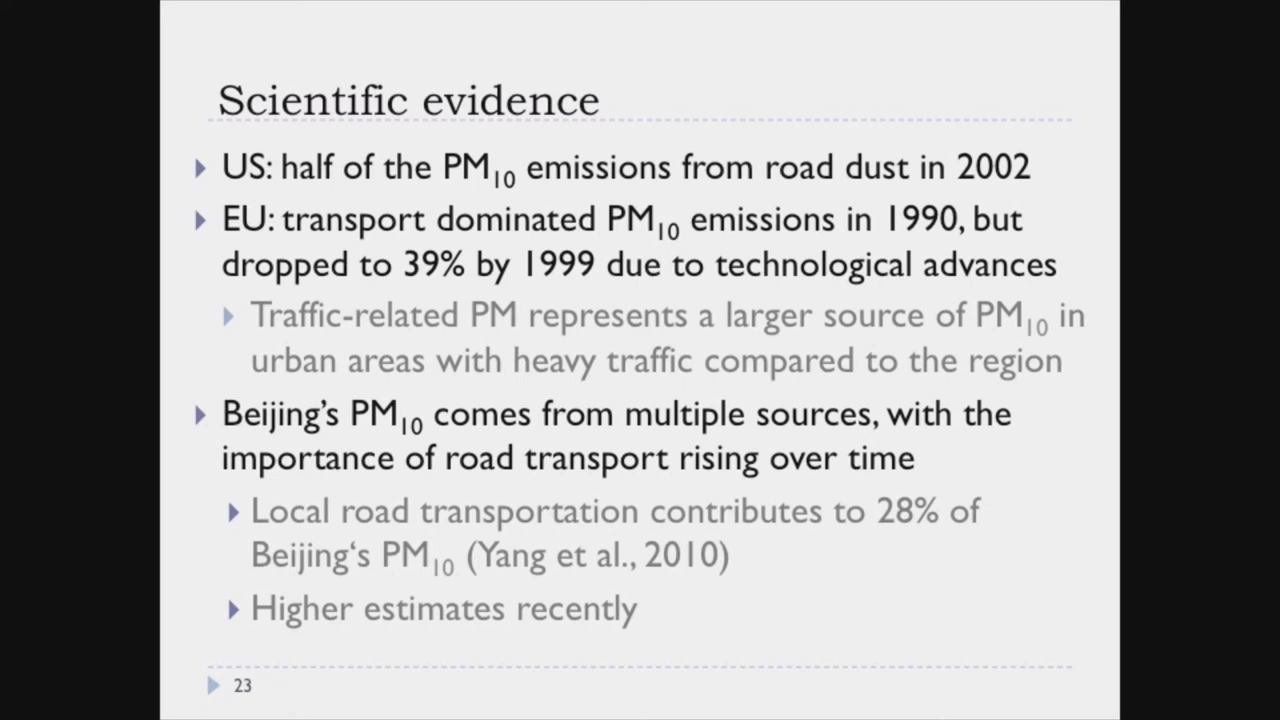 Scientific evidence
US: half of the PM10 emissions from road dust in 2002
EU: transport dominated PM10 emissions in 1990, but
dropped to 39% by 1999 due to technological advances
Traffic-related PM represents a larger source of PM10 in
urban areas with heavy traffic compared to the region
Beijing's PM10 comes from multiple sources, with the
importance of road transport rising over time
Local road transportation contributes to 28% of
Beijing‘s PM10 (Yang et al., 2010)
Higher estimates recently
23